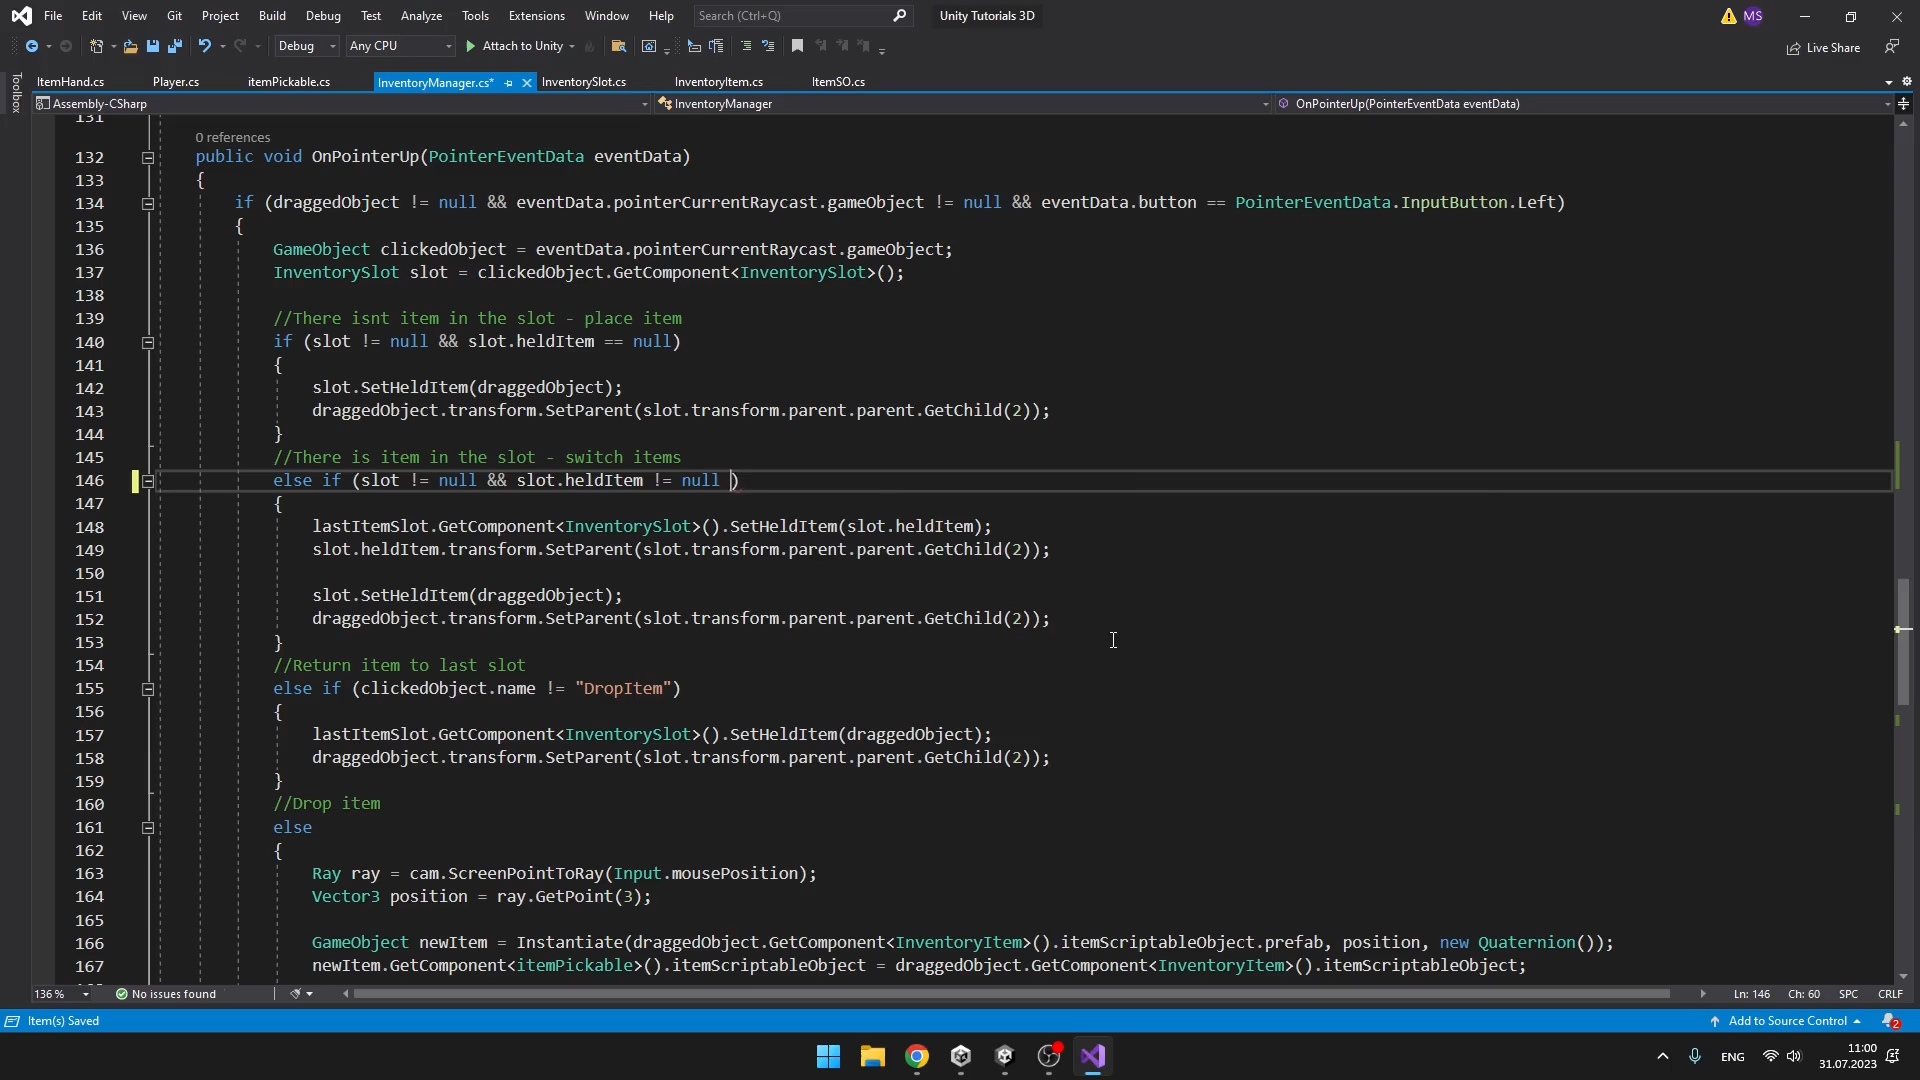 File Edit View Git Project Build Debug Test Analyze Tools Extensions Window Help Search (Ctrl+Q) Unity Tutorials 3D MS
Debug Any CPU Attach to Unity Live Share
Toolbox
ItemHand.cs Player.cs itemPickable.cs InventoryManager.cs* InventorySlot.cs InventoryItem.cs ItemSO.cs
Assembly-CSharp InventoryManager OnPointerUp(PointerEventData eventData)
131
0 references
132 public void OnPointerUp(PointerEventData eventData)
133 {
134 if (draggedObject != null && eventData.pointerCurrentRaycast.gameObject != null && eventData.button == PointerEventData.InputButton.Left)
135 {
136 GameObject clickedObject = eventData.pointerCurrentRaycast.gameObject;
137 InventorySlot slot = clickedObject.GetComponent<InventorySlot>();
138
139 //There isnt item in the slot - place item
140 if (slot != null && slot.heldItem == null)
141 {
142 slot.SetHeldItem(draggedObject);
143 draggedObject.transform.SetParent(slot.transform.parent.parent.GetChild(2));
144 }
145 //There is item in the slot - switch items
146 else if (slot != null && slot.heldItem != null )
147 {
148 lastItemSlot.GetComponent<InventorySlot>().SetHeldItem(slot.heldItem);
149 slot.heldItem.transform.SetParent(slot.transform.parent.parent.GetChild(2));
150
151 slot.SetHeldItem(draggedObject);
152 draggedObject.transform.SetParent(slot.transform.parent.parent.GetChild(2));
153 }
154 //Return item to last slot
155 else if (clickedObject.name != "DropItem")
156 {
157 lastItemSlot.GetComponent<InventorySlot>().SetHeldItem(draggedObject);
158 draggedObject.transform.SetParent(slot.transform.parent.parent.GetChild(2));
159 }
160 //Drop item
161 else
162 {
163 Ray ray = cam.ScreenPointToRay(Input.mousePosition);
164 Vector3 position = ray.GetPoint(3);
165
166 GameObject newItem = Instantiate(draggedObject.GetComponent<InventoryItem>().itemScriptableObject.prefab, position, new Quaternion());
167 newItem.GetComponent<itemPickable>().itemScriptableObject = draggedObject.GetComponent<InventoryItem>().itemScriptableObject;
136 % No issues found Ln: 146 Ch: 60 SPC CRLF
Item(s) Saved Add to Source Control 2
ENG 11:00
31.07.2023